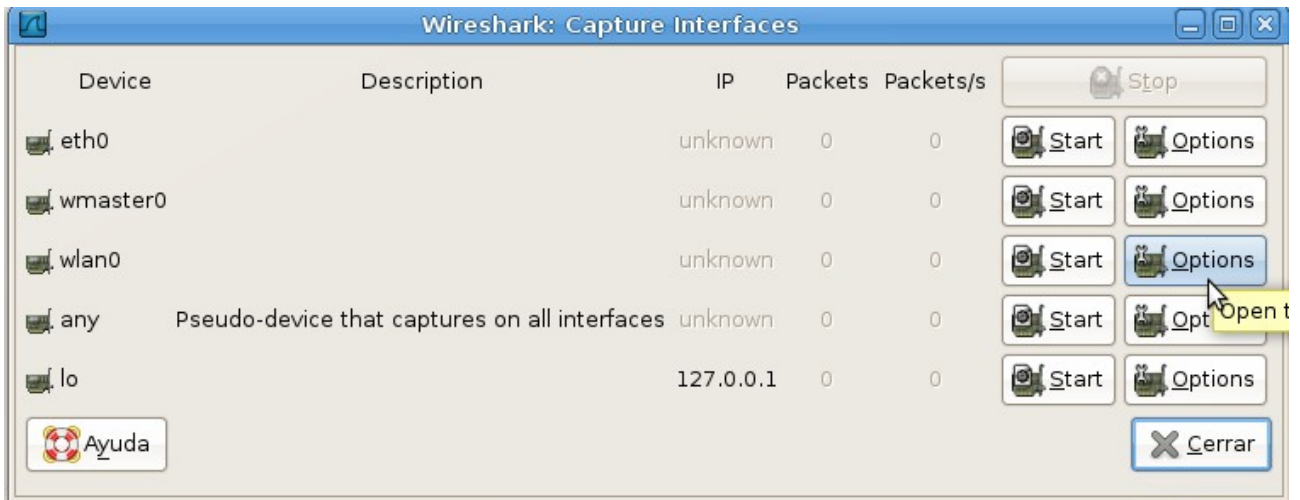 Wireshark: Capture Interfaces
Device Description IP Packets Packets/s Stop
eth0 unknown 0 0 Start Options
wmaster0 unknown 0 0 Start Options
wlan0 unknown 0 0 Start Options
any Pseudo-device that captures on all interfaces unknown 0 0 Start Opt
Open t
lo 127.0.0.1 0 0 Start Options
Ayuda Cerrar